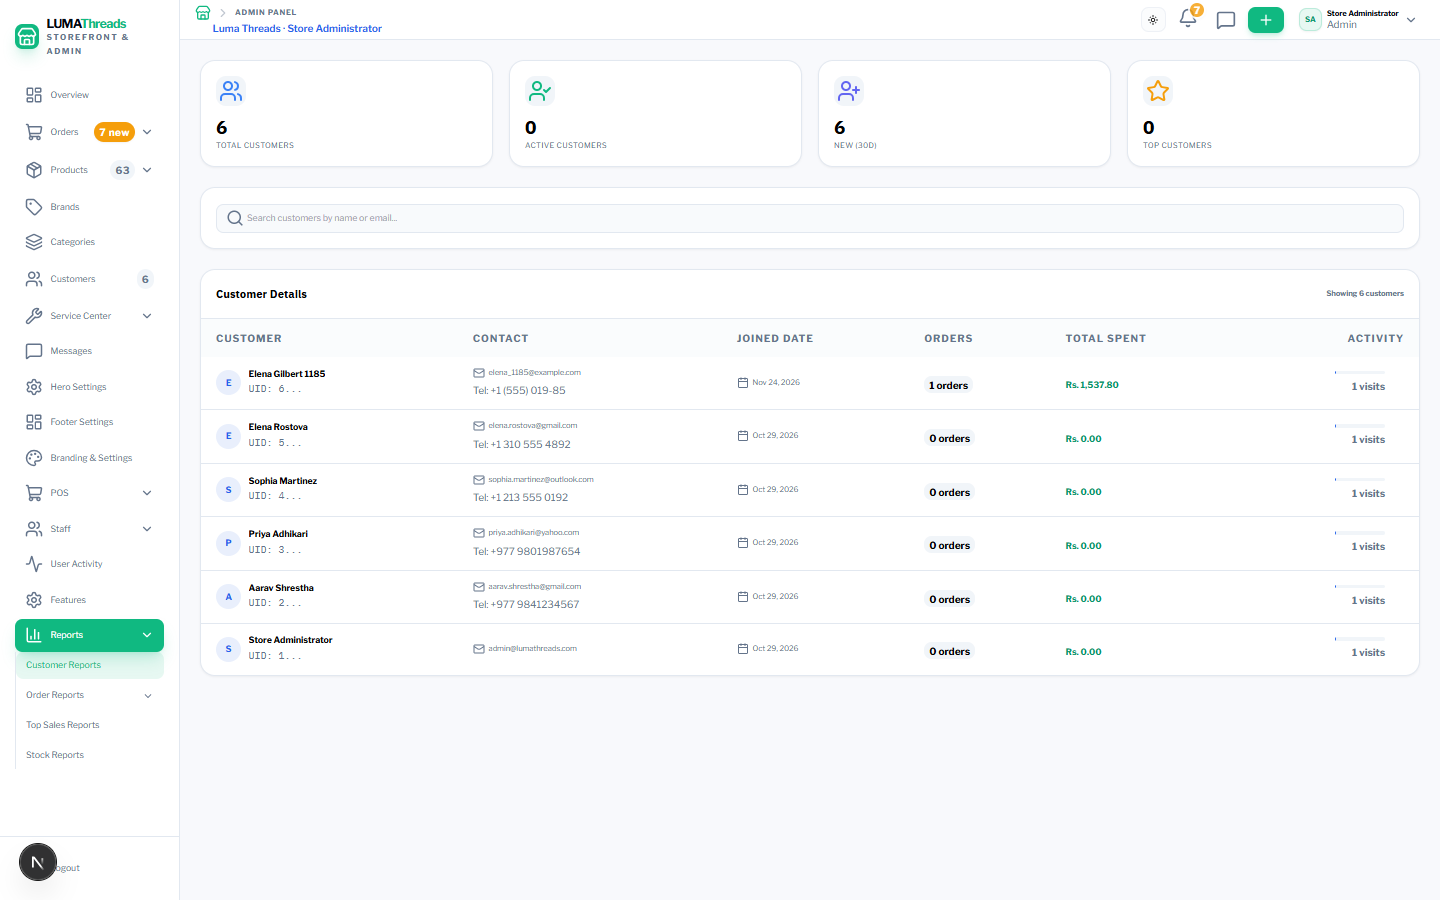 LUMAThreads
STOREFRONT &
ADMIN
Overview
Orders 7 new
Products 63
Brands
Categories
Customers 6
Service Center
Messages
Hero Settings
Footer Settings
Branding & Settings
POS
Staff
User Activity
Features
Reports
Customer Reports
Order Reports
Top Sales Reports
Stock Reports
N
ogout
ADMIN PANEL
Luma Threads · Store Administrator
7
SA
Store Administrator
Admin
6
TOTAL CUSTOMERS
0
ACTIVE CUSTOMERS
6
NEW (30D)
0
TOP CUSTOMERS
Search customers by name or email...
Customer Details
Showing 6 customers
CUSTOMER CONTACT JOINED DATE ORDERS TOTAL SPENT ACTIVITY
E
Elena Gilbert 1185
UID: 6...
elena_1185@example.com
Tel: +1 (555) 019-85
Nov 24, 2026
1 orders
Rs. 1,537.80
1 visits
E
Elena Rostova
UID: 5...
elena.rostova@gmail.com
Tel: +1 310 555 4892
Oct 29, 2026
0 orders
Rs. 0.00
1 visits
S
Sophia Martinez
UID: 4...
sophia.martinez@outlook.com
Tel: +1 213 555 0192
Oct 29, 2026
0 orders
Rs. 0.00
1 visits
P
Priya Adhikari
UID: 3...
priya.adhikari@yahoo.com
Tel: +977 9801987654
Oct 29, 2026
0 orders
Rs. 0.00
1 visits
A
Aarav Shrestha
UID: 2...
aarav.shrestha@gmail.com
Tel: +977 9841234567
Oct 29, 2026
0 orders
Rs. 0.00
1 visits
S
Store Administrator
UID: 1...
admin@lumathreads.com
Oct 29, 2026
0 orders
Rs. 0.00
1 visits